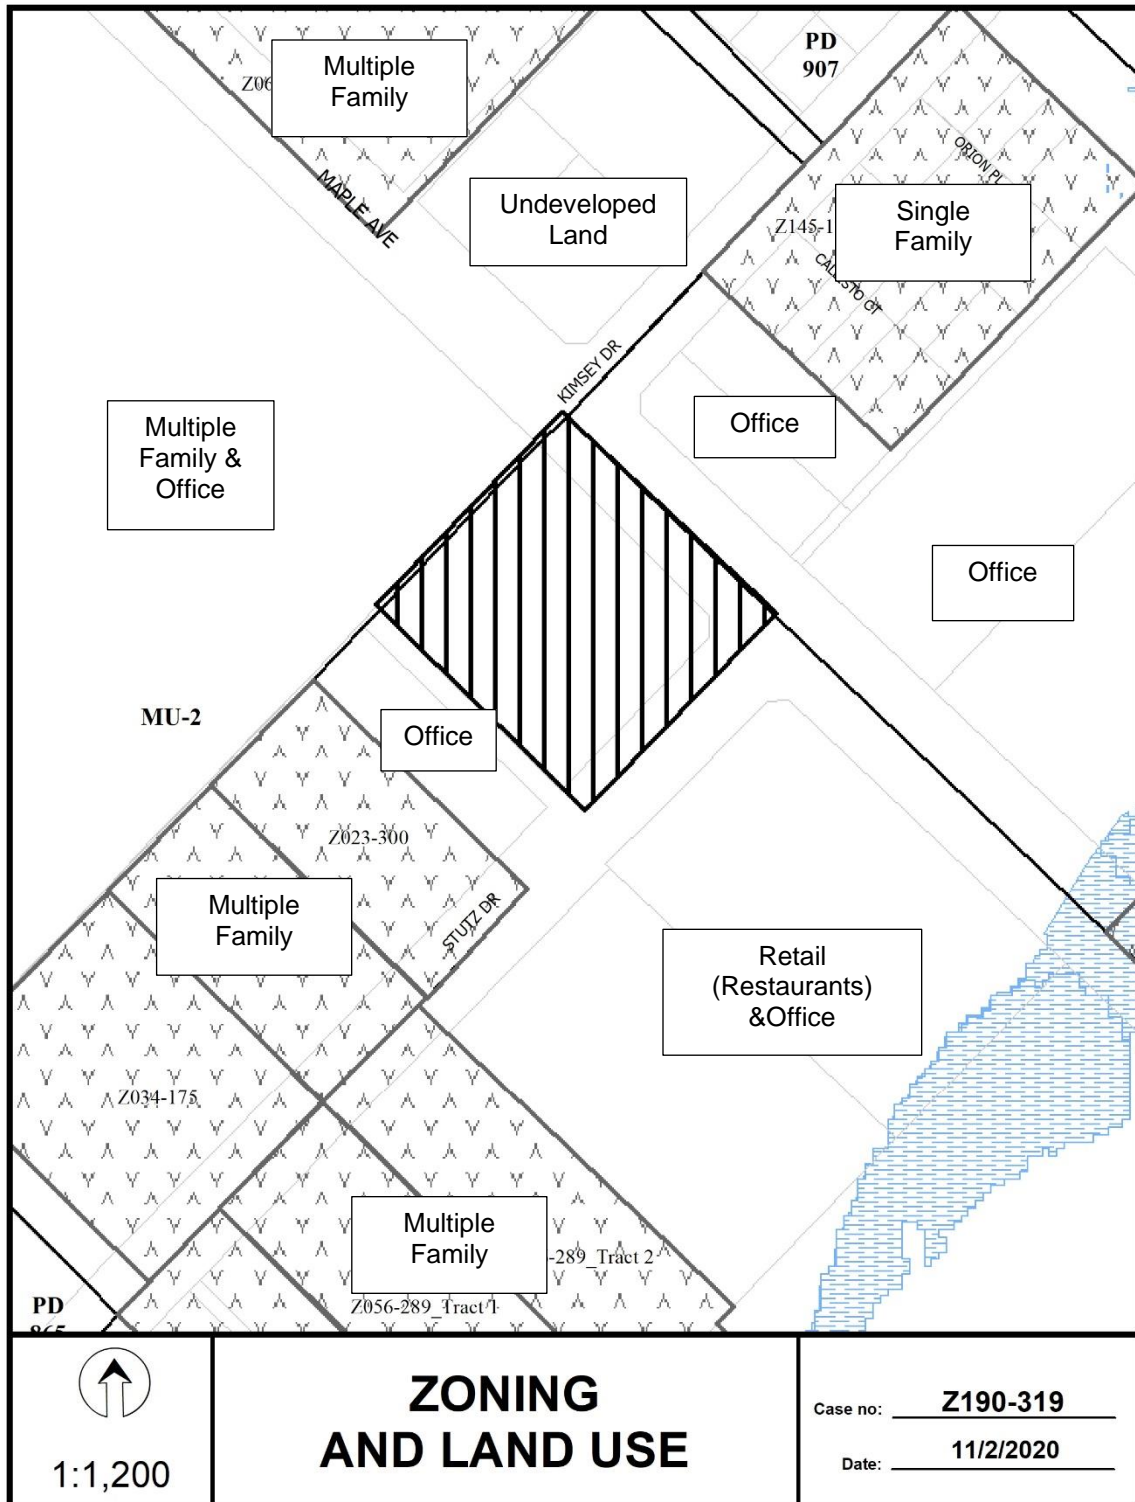 PD
907
Multiple
Family
Z06
ORION PL
MAPLE AVE
Undeveloped
Land
Single
Family
Z145-1
CALISTO CT
KIMSEY DR
Multiple
Family &
Office
Office
Office
MU-2
Office
Z023-300
Multiple
Family
STUTZ DR
Retail
(Restaurants)
&Office
Z034-175
Multiple
Family
-289_Tract 2
Z056-289_Tract 1
PD
865
1:1,200
ZONING
AND LAND USE
Case no: Z190-319
Date: 11/2/2020